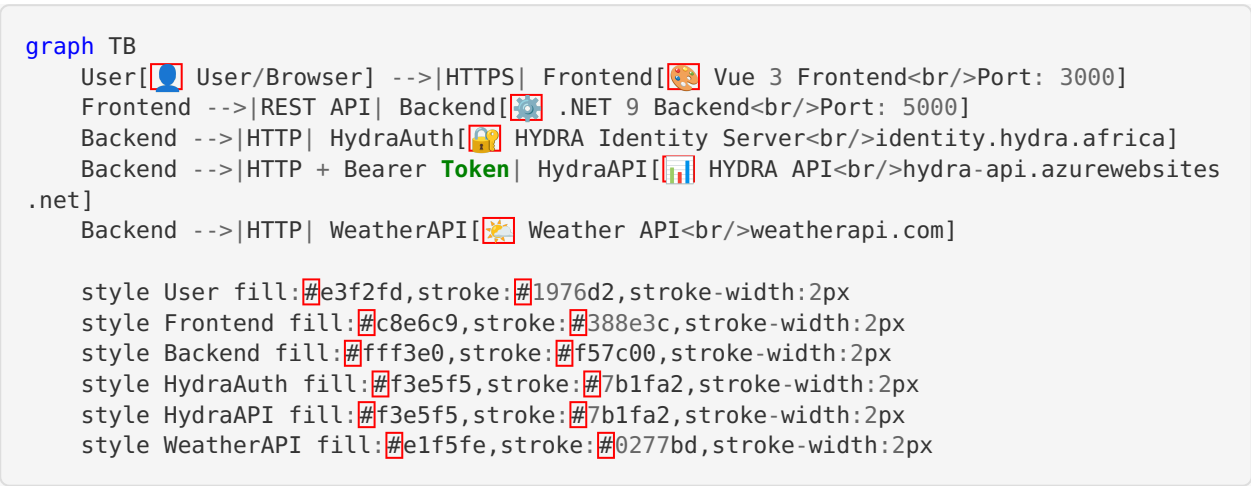 graph TB
    User[👤 User/Browser] -->|HTTPS| Frontend[🎨 Vue 3 Frontend<br/>Port: 3000]
    Frontend -->|REST API| Backend[⚙️ .NET 9 Backend<br/>Port: 5000]
    Backend -->|HTTP| HydraAuth[🔐 HYDRA Identity Server<br/>identity.hydra.africa]
    Backend -->|HTTP + Bearer Token| HydraAPI[📊 HYDRA API<br/>hydra-api.azurewebsites
.net]
    Backend -->|HTTP| WeatherAPI[🌤️ Weather API<br/>weatherapi.com]
    style User fill:#e3f2fd,stroke:#1976d2,stroke-width:2px
    style Frontend fill:#c8e6c9,stroke:#388e3c,stroke-width:2px
    style Backend fill:#fff3e0,stroke:#f57c00,stroke-width:2px
    style HydraAuth fill:#f3e5f5,stroke:#7b1fa2,stroke-width:2px
    style HydraAPI fill:#f3e5f5,stroke:#7b1fa2,stroke-width:2px
    style WeatherAPI fill:#e1f5fe,stroke:#0277bd,stroke-width:2px